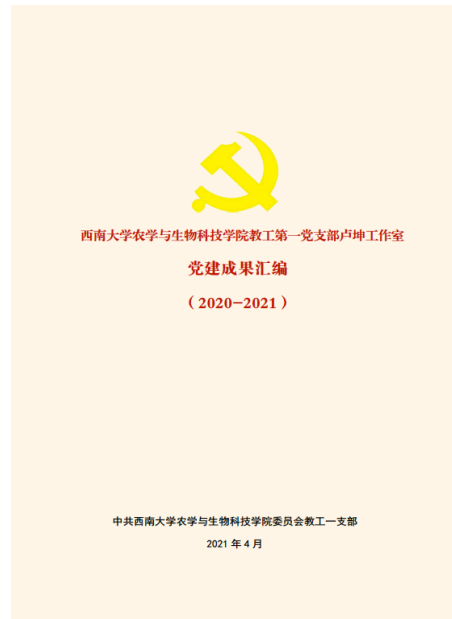 西南大学农学与生物科技学院教工第一党支部卢坤工作室
党建成果汇编
（2020-2021）
中共西南大学农学与生物科技学院委员会教工一支部
2021 年 4 月